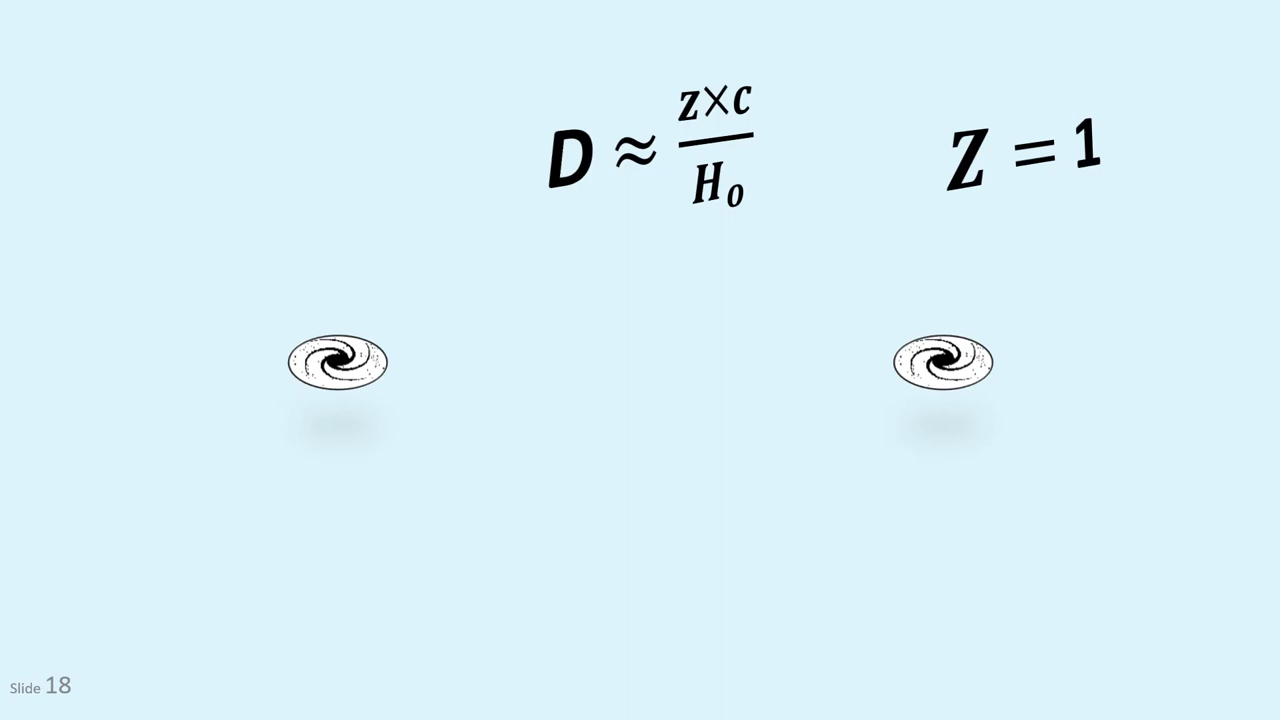 D ≈ z×c / H₀
Z = 1
Slide 18